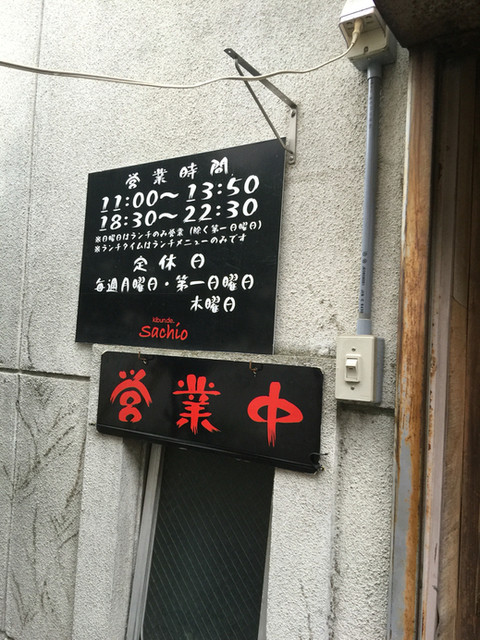 営業時間
11:00〜13:50
18:30〜22:30
※日曜日はランチのみ営業(除く第一日曜日)
※ランチタイムはランチメニューのみです
定休日
毎週月曜日・第一日曜日
木曜日
kibunde.
sachio
営業中